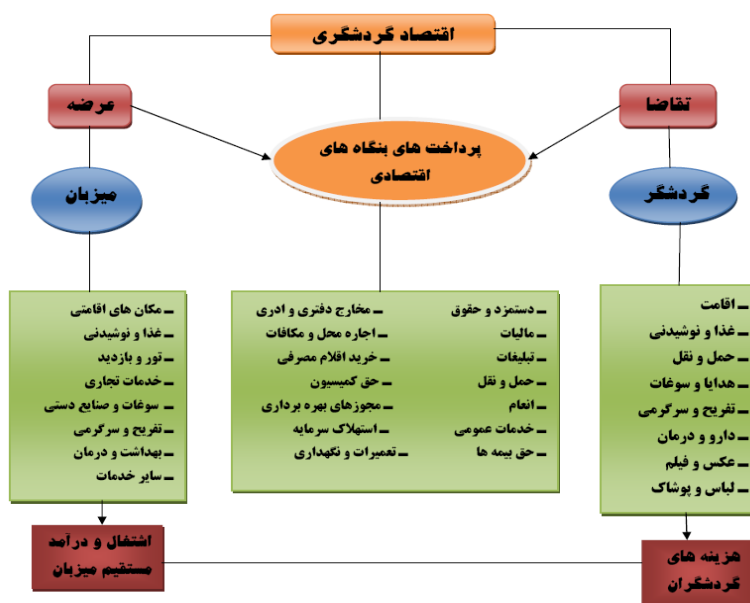 اقتصاد گردشگری
تقاضا
عرضه
پرداخت های بنگاه های
اقتصادی
گردشگر
میزبان
ـ اقامت
ـ غذا و نوشیدنی
ـ حمل و نقل
ـ هدایا و سوغات
ـ تفریح و سرگرمی
ـ دارو و درمان
ـ عکس و فیلم
ـ لباس و پوشاک
ـ دستمزد و حقوق
ـ مالیات
ـ تبلیغات
ـ حمل و نقل
ـ انعام
ـ خدمات عمومی
ـ حق بیمه ها
ـ مخارج دفتری و ادری
ـ اجاره محل و مکافات
ـ خرید اقلام مصرفی
ـ حق کمیسیون
ـ مجوزهای بهره برداری
ـ استهلاک سرمایه
ـ تعمیرات و نگهداری
ـ مکان های اقامتی
ـ غذا و نوشیدنی
ـ تور و بازدید
ـ خدمات تجاری
ـ سوغات و صنایع دستی
ـ تفریح و سرگرمی
ـ بهداشت و درمان
ـ سایر خدمات
هزینه های
گردشگران
اشتغال و درآمد
مستقیم میزبان